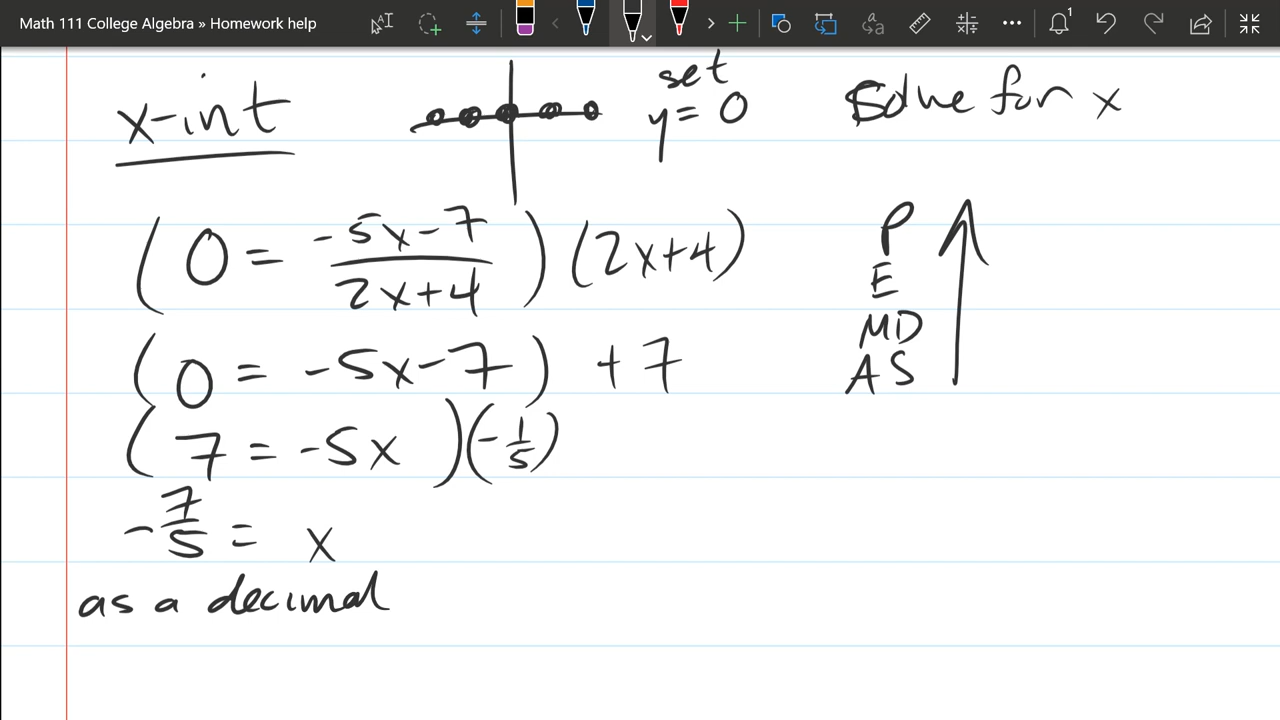 Math 111 College Algebra » Homework help
x-int set y = 0 Solve for x
(0 = (-5x-7)/(2x+4)) (2x+4)
P
E
MD
AS
(0 = -5x-7) +7
(7 = -5x)(-1/5)
-7/5 = x
as a decimal